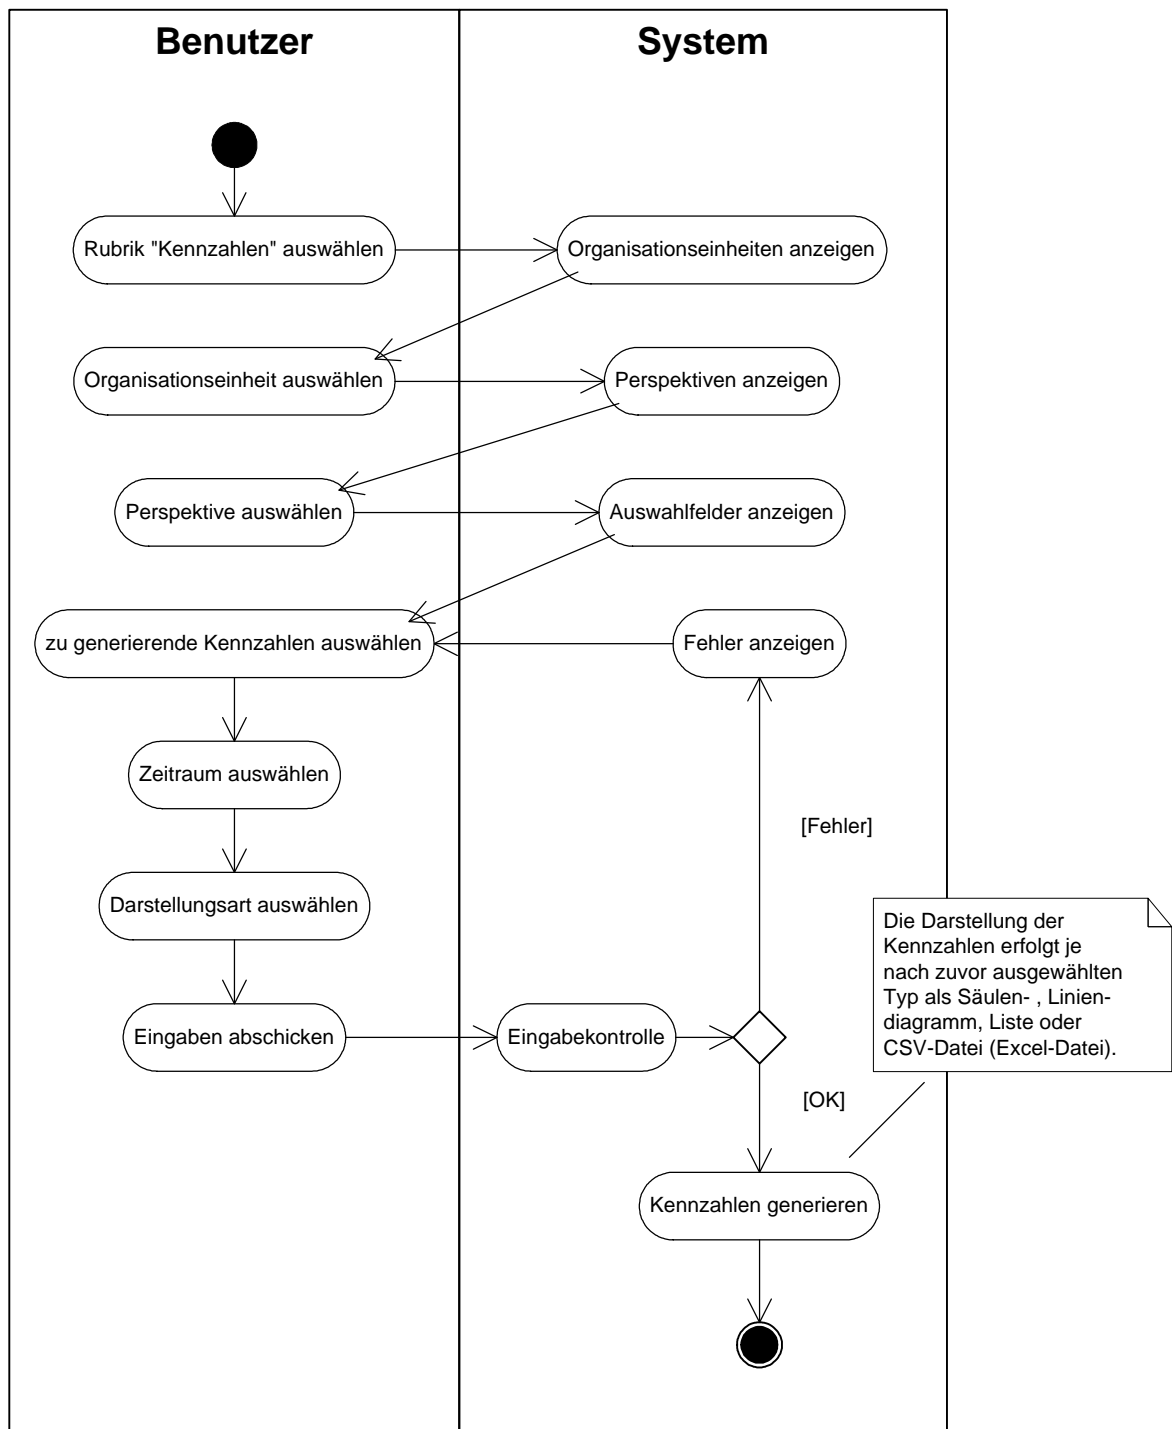 Benutzer
System
Rubrik "Kennzahlen" auswählen
Organisationseinheiten anzeigen
Organisationseinheit auswählen
Perspektiven anzeigen
Perspektive auswählen
Auswahlfelder anzeigen
zu generierende Kennzahlen auswählen
Fehler anzeigen
Zeitraum auswählen
[Fehler]
Darstellungsart auswählen
Die Darstellung der
Kennzahlen erfolgt je
nach zuvor ausgewählten
Typ als Säulen- , Linien-
diagramm, Liste oder
CSV-Datei (Excel-Datei).
Eingaben abschicken
Eingabekontrolle
[OK]
Kennzahlen generieren